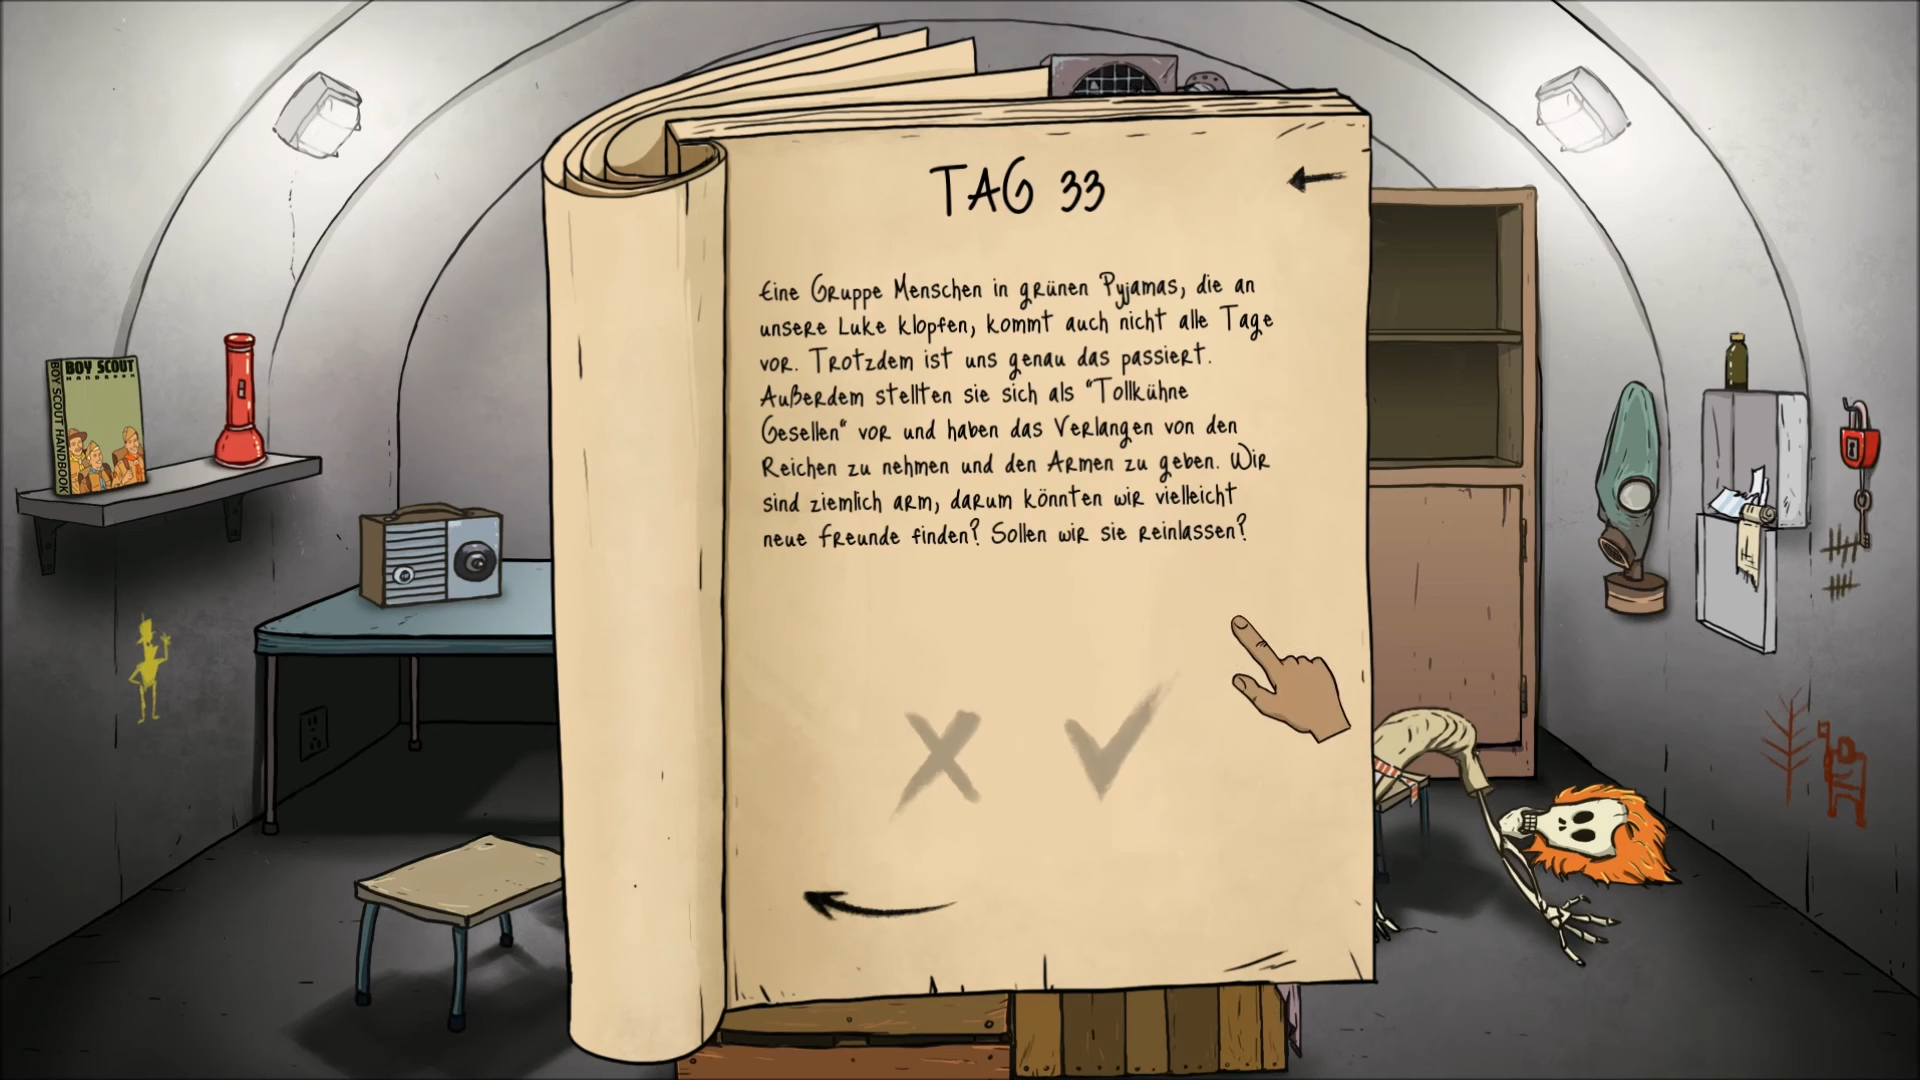 TAG 33
Eine Gruppe Menschen in grünen Pyjamas, die an
unsere Luke klopfen, kommt auch nicht alle Tage
vor. Trotzdem ist uns genau das passiert.
Außerdem stellten sie sich als "Tollkühne
Gesellen" vor und haben das Verlangen von den
Reichen zu nehmen und den Armen zu geben. Wir
sind ziemlich arm, darum könnten wir vielleicht
neue Freunde finden? Sollen wir sie reinlassen?
BOY SCOUT
HANDBOOK
BOY SCOUT HANDBOOK